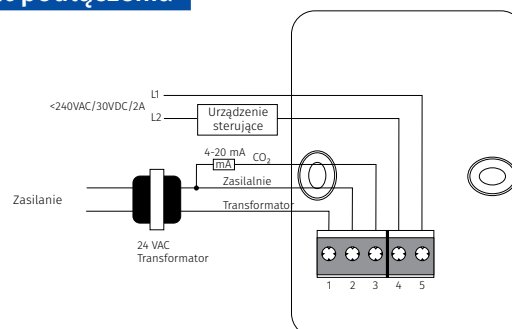 podłączenia
L1
<240VAC/30VDC/2A
L2
Urządzenie
sterujące
4-20 mA
mA
CO₂
Zasilalnie
Zasilanie
Transformator
24 VAC
Transformator
1 2 3 4 5